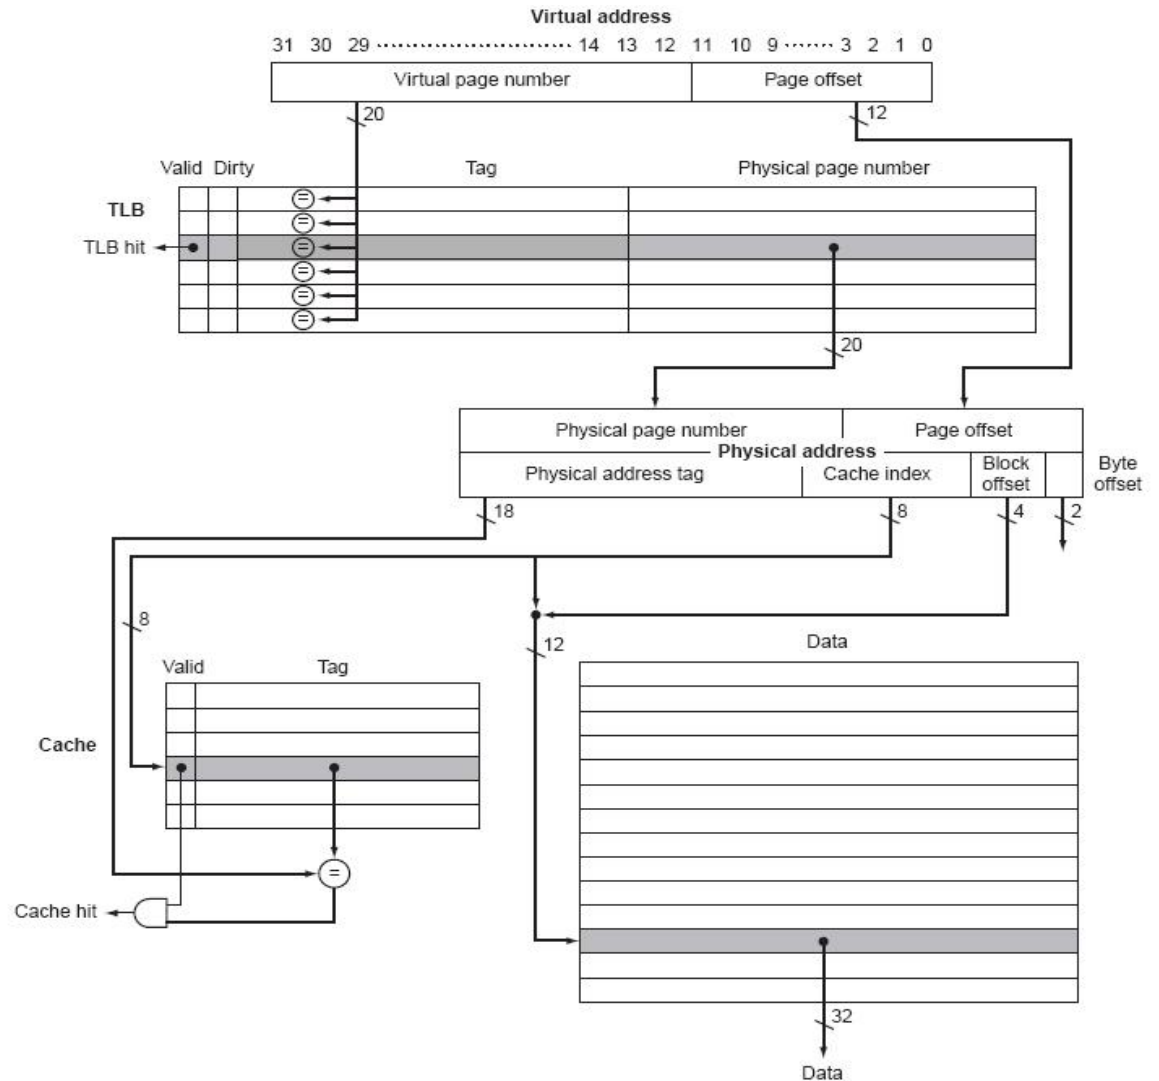 Virtual address
31 30 29 ........................... 14 13 12 11 10 9 ...... 3 2 1 0
Virtual page number Page offset
20 12
Valid Dirty Tag Physical page number
TLB
=
=
TLB hit =
=
=
=
20
Physical page number Page offset
Physical address
Physical address tag Cache index Block offset Byte offset
18 8 4 2
8
12
Data
Valid Tag
Cache
=
Cache hit
32
Data